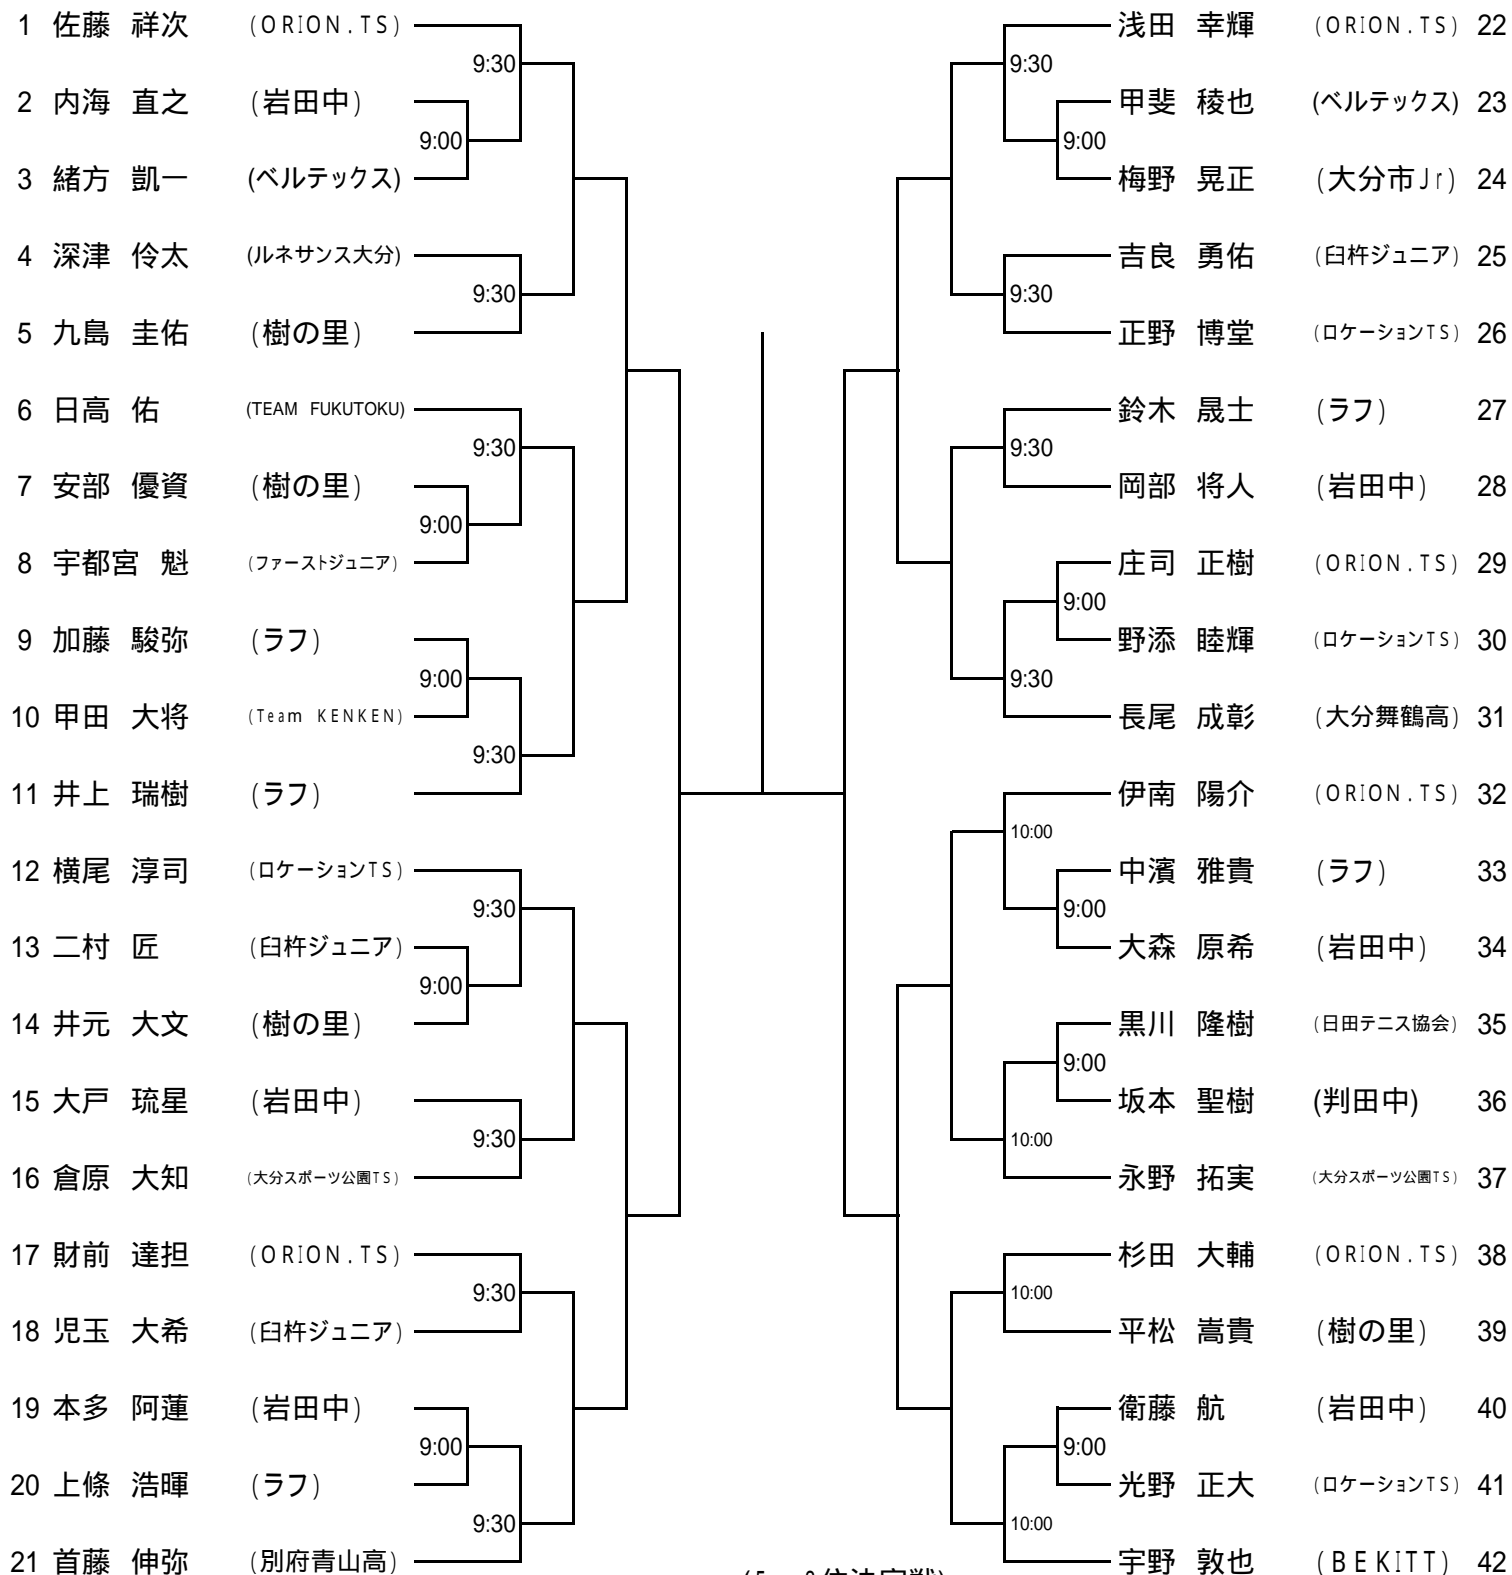 1 佐藤 祥次 (ORION.TS)
9:30
2 内海 直之 (岩田中)
9:00
3 緒方 凱一 (ベルテックス)
4 深津 伶太 (ルネサンス大分)
9:30
5 九島 圭佑 (樹の里)
6 日高 佑 (TEAM FUKUTOKU)
9:30
7 安部 優資 (樹の里)
9:00
8 宇都宮 魁 (ファーストジュニア)
9 加藤 駿弥 (ラフ)
9:00
10 甲田 大将 (Team KENKEN)
9:30
11 井上 瑞樹 (ラフ)
12 横尾 淳司 (ロケーションTS)
9:30
13 二村 匠 (臼杵ジュニア)
9:00
14 井元 大文 (樹の里)
15 大戸 琉星 (岩田中)
9:30
16 倉原 大知 (大分スポーツ公園TS)
17 財前 達担 (ORION.TS)
9:30
18 児玉 大希 (臼杵ジュニア)
19 本多 阿蓮 (岩田中)
9:00
20 上條 浩暉 (ラフ)
9:30
21 首藤 伸弥 (別府青山高)
浅田 幸輝 (ORION.TS) 22
9:30
甲斐 稜也 (ベルテックス) 23
9:00
梅野 晃正 (大分市Jr) 24
吉良 勇佑 (臼杵ジュニア) 25
9:30
正野 博堂 (ロケーションTS) 26
鈴木 晟士 (ラフ) 27
9:30
岡部 将人 (岩田中) 28
庄司 正樹 (ORION.TS) 29
9:00
野添 睦輝 (ロケーションTS) 30
9:30
長尾 成彰 (大分舞鶴高) 31
伊南 陽介 (ORION.TS) 32
10:00
中濱 雅貴 (ラフ) 33
9:00
大森 原希 (岩田中) 34
黒川 隆樹 (日田テニス協会) 35
9:00
坂本 聖樹 (判田中) 36
10:00
永野 拓実 (大分スポーツ公園TS) 37
杉田 大輔 (ORION.TS) 38
10:00
平松 嵩貴 (樹の里) 39
衛藤 航 (岩田中) 40
9:00
光野 正大 (ロケーションTS) 41
10:00
宇野 敦也 (BEKITT) 42